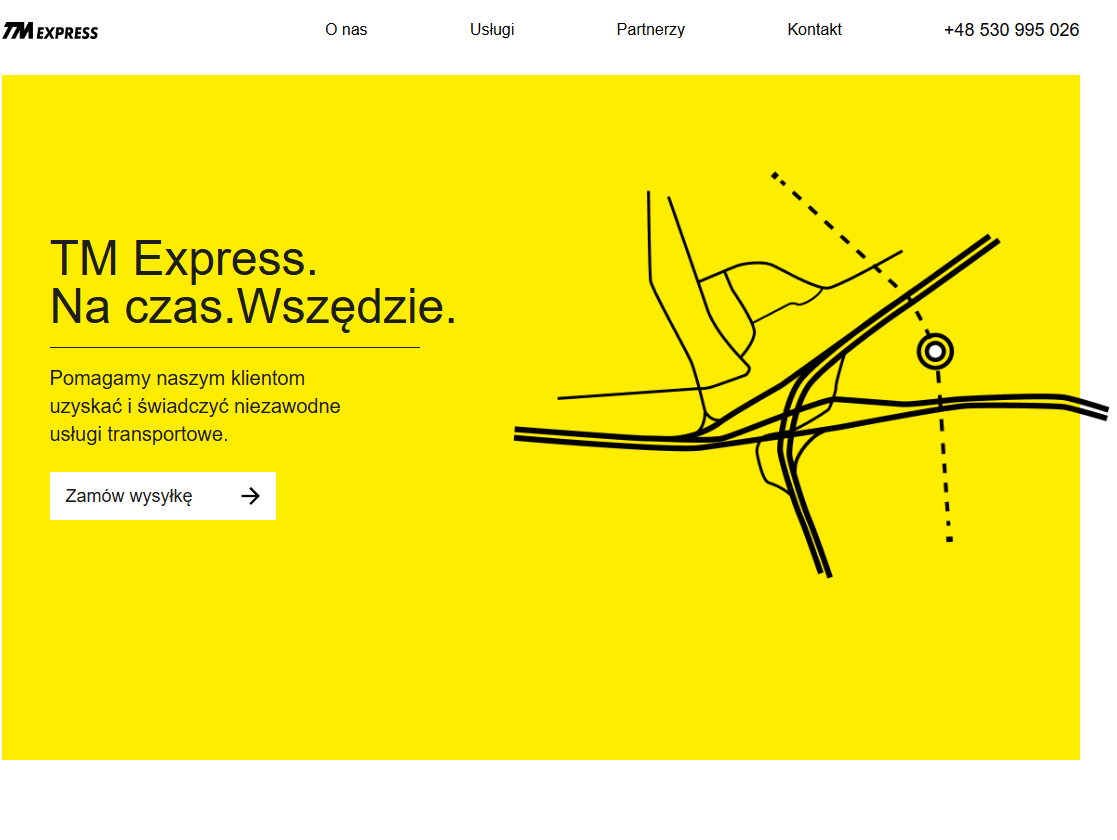 TM EXPRESS
O nas
Usługi
Partnerzy
Kontakt
+48 530 995 026
TM Express.
Na czas.Wszędzie.
Pomagamy naszym klientom
uzyskać i świadczyć niezawodne
usługi transportowe.
Zamów wysyłkę